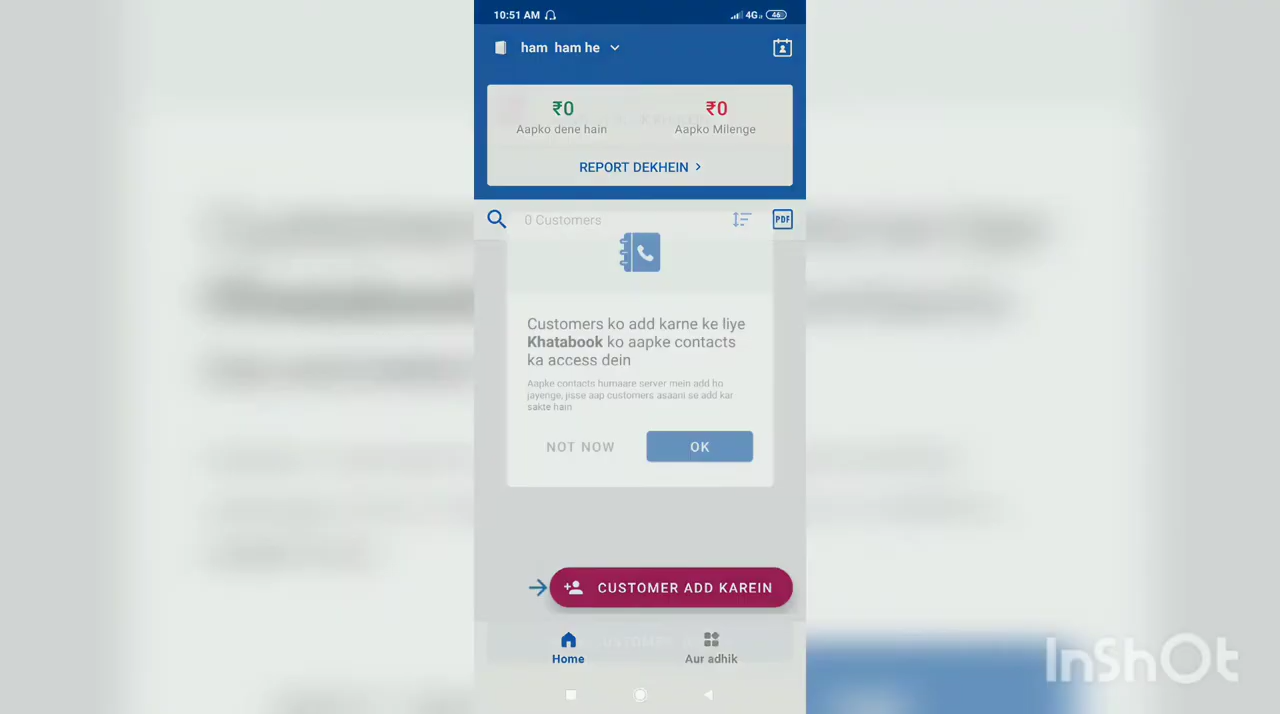 10:51 AM
4G
46
ham ham he
₹0
₹0
Aapko dene hain
Aapko Milenge
REPORT DEKHEIN >
0 Customers
PDF
Customers ko add karne ke liye
Khatabook ko aapke contacts
ka access dein
Aapke contacts humaare server mein add ho
jayenge, jisse aap customers asaani se add kar
sakte hain
NOT NOW
OK
CUSTOMER ADD KAREIN
Home
Aur adhik
InShOt